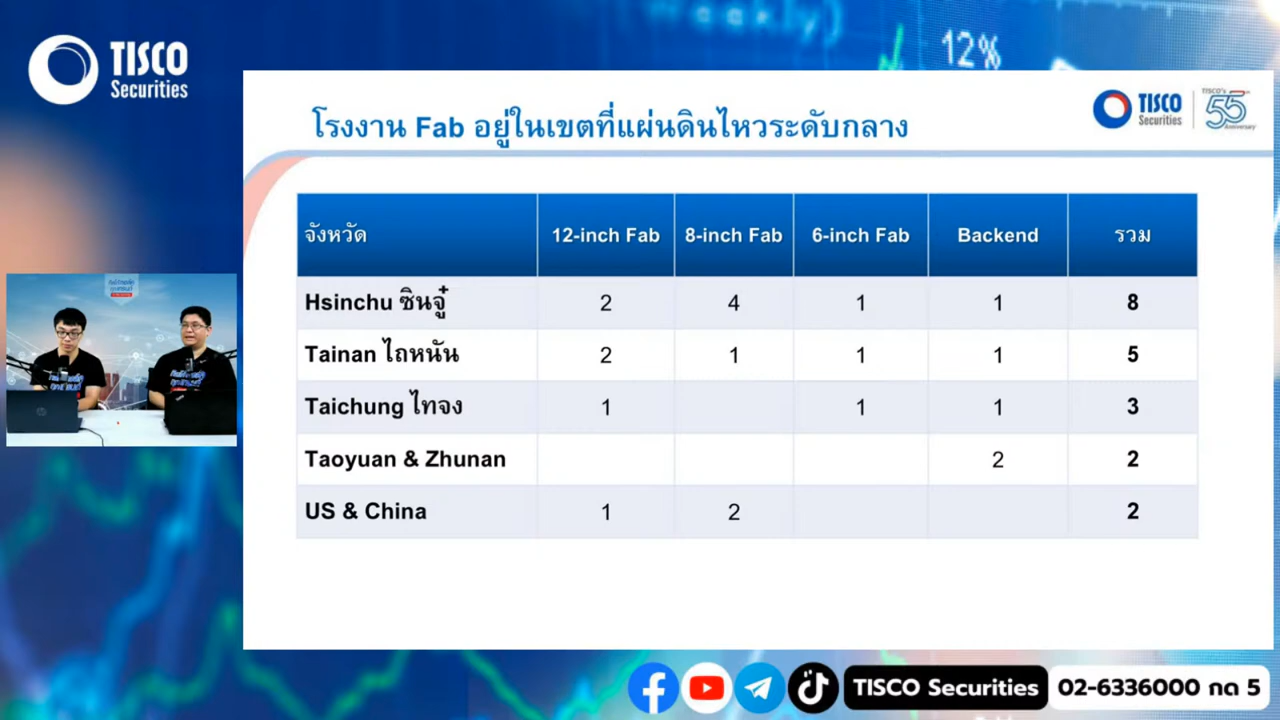 Weekly)
12%
TISCO
Securities
โรงงาน Fab อยู่ในเขตที่แผ่นดินไหวระดับกลาง
TISCO
Securities
TISCO's
55
Anniversary
จังหวัด 12-inch Fab 8-inch Fab 6-inch Fab Backend รวม
Hsinchu ซินจู๋ 2 4 1 1 8
Tainan ไถหนัน 2 1 1 1 5
Taichung ไทจง 1 1 1 3
Taoyuan & Zhunan 2 2
US & China 1 2 2
TISCO Securities 02-6336000 กด 5